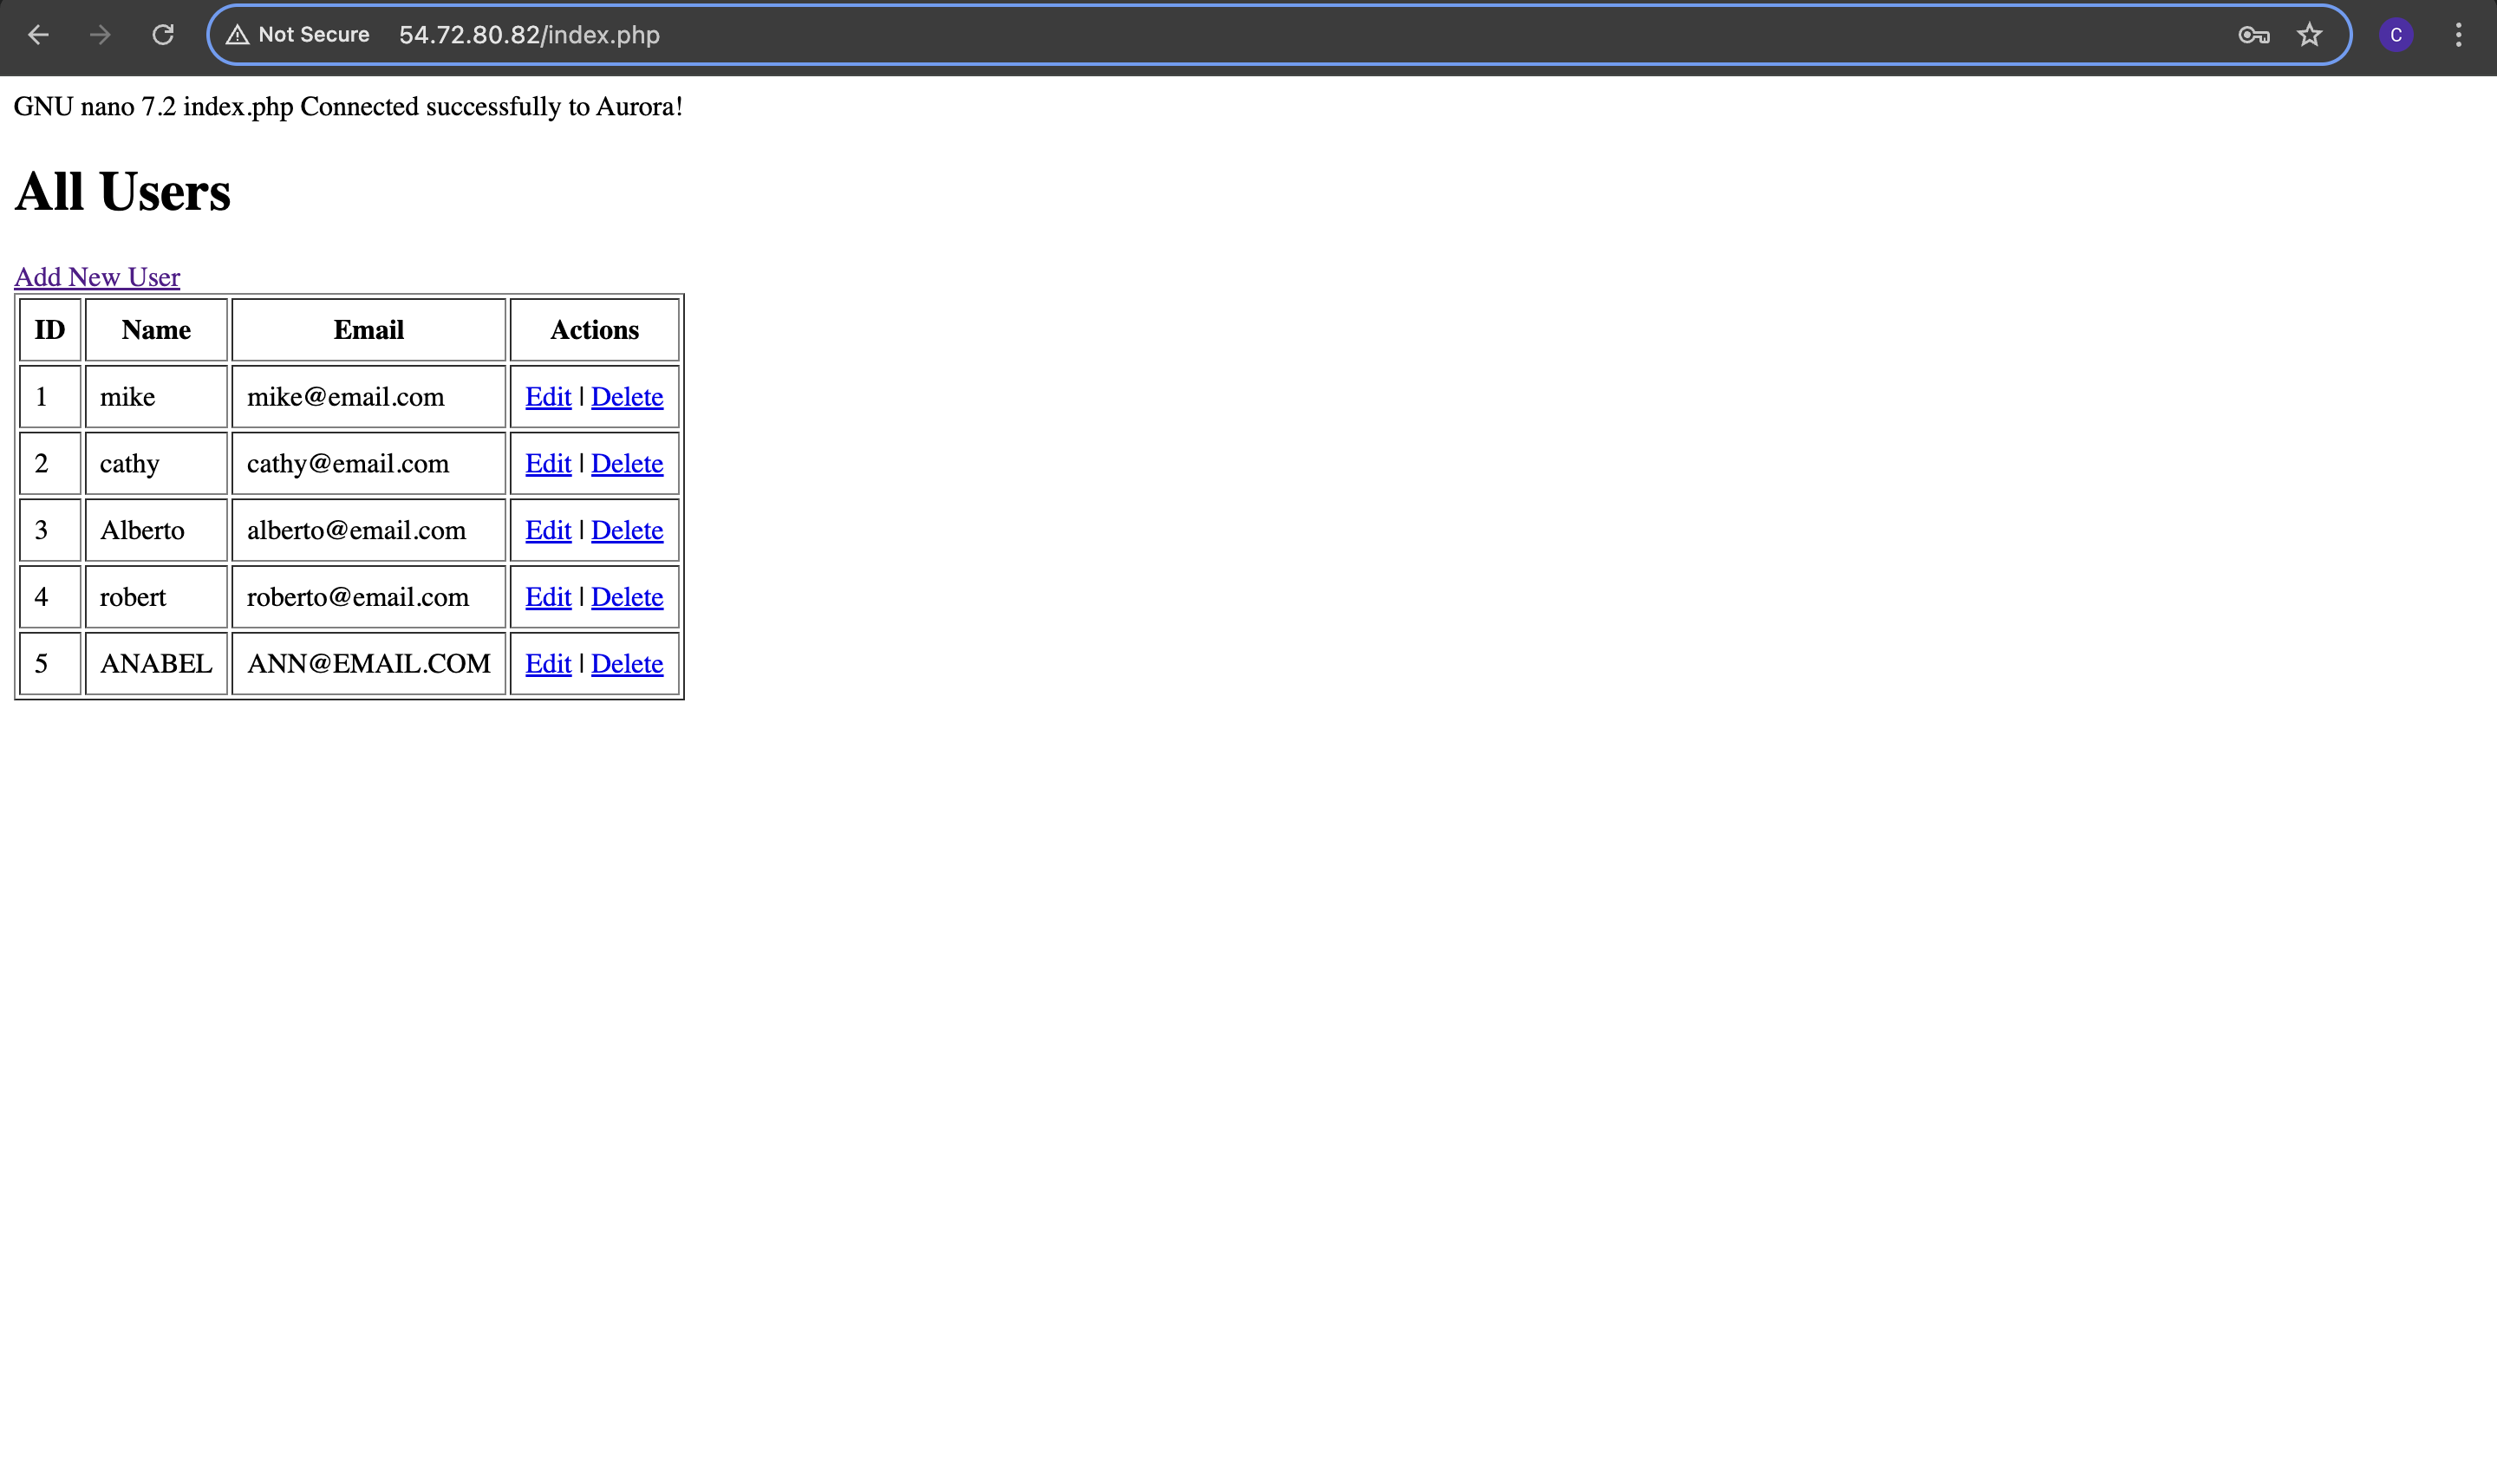 Not Secure 54.72.80.82/index.php C
GNU nano 7.2 index.php Connected successfully to Aurora!
All Users
Add New User
ID Name Email Actions
1 mike mike@email.com Edit | Delete
2 cathy cathy@email.com Edit | Delete
3 Alberto alberto@email.com Edit | Delete
4 robert roberto@email.com Edit | Delete
5 ANABEL ANN@EMAIL.COM Edit | Delete